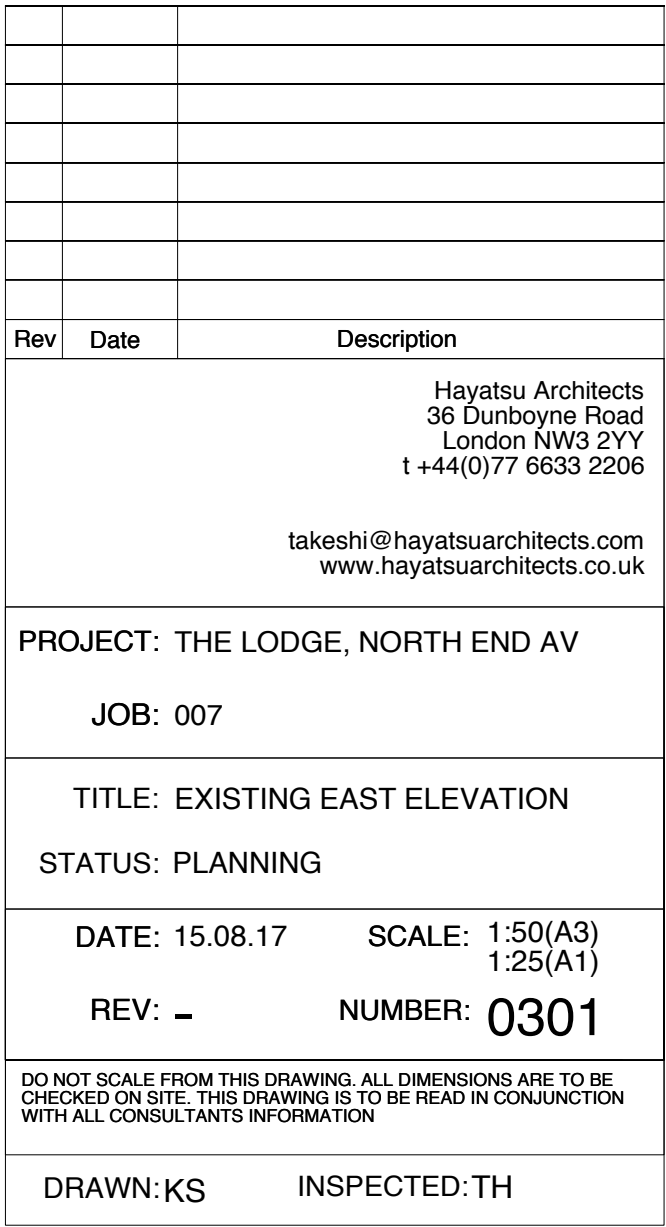 Rev Date Description
Hayatsu Architects
36 Dunboyne Road
London NW3 2YY
t +44(0)77 6633 2206
takeshi@hayatsuarchitects.com
www.hayatsuarchitects.co.uk
PROJECT: THE LODGE, NORTH END AV
JOB: 007
TITLE: EXISTING EAST ELEVATION
STATUS: PLANNING
DATE: 15.08.17 SCALE: 1:50(A3)
1:25(A1)
REV: - NUMBER: 0301
DO NOT SCALE FROM THIS DRAWING. ALL DIMENSIONS ARE TO BE
CHECKED ON SITE. THIS DRAWING IS TO BE READ IN CONJUNCTION
WITH ALL CONSULTANTS INFORMATION
DRAWN: KS INSPECTED: TH